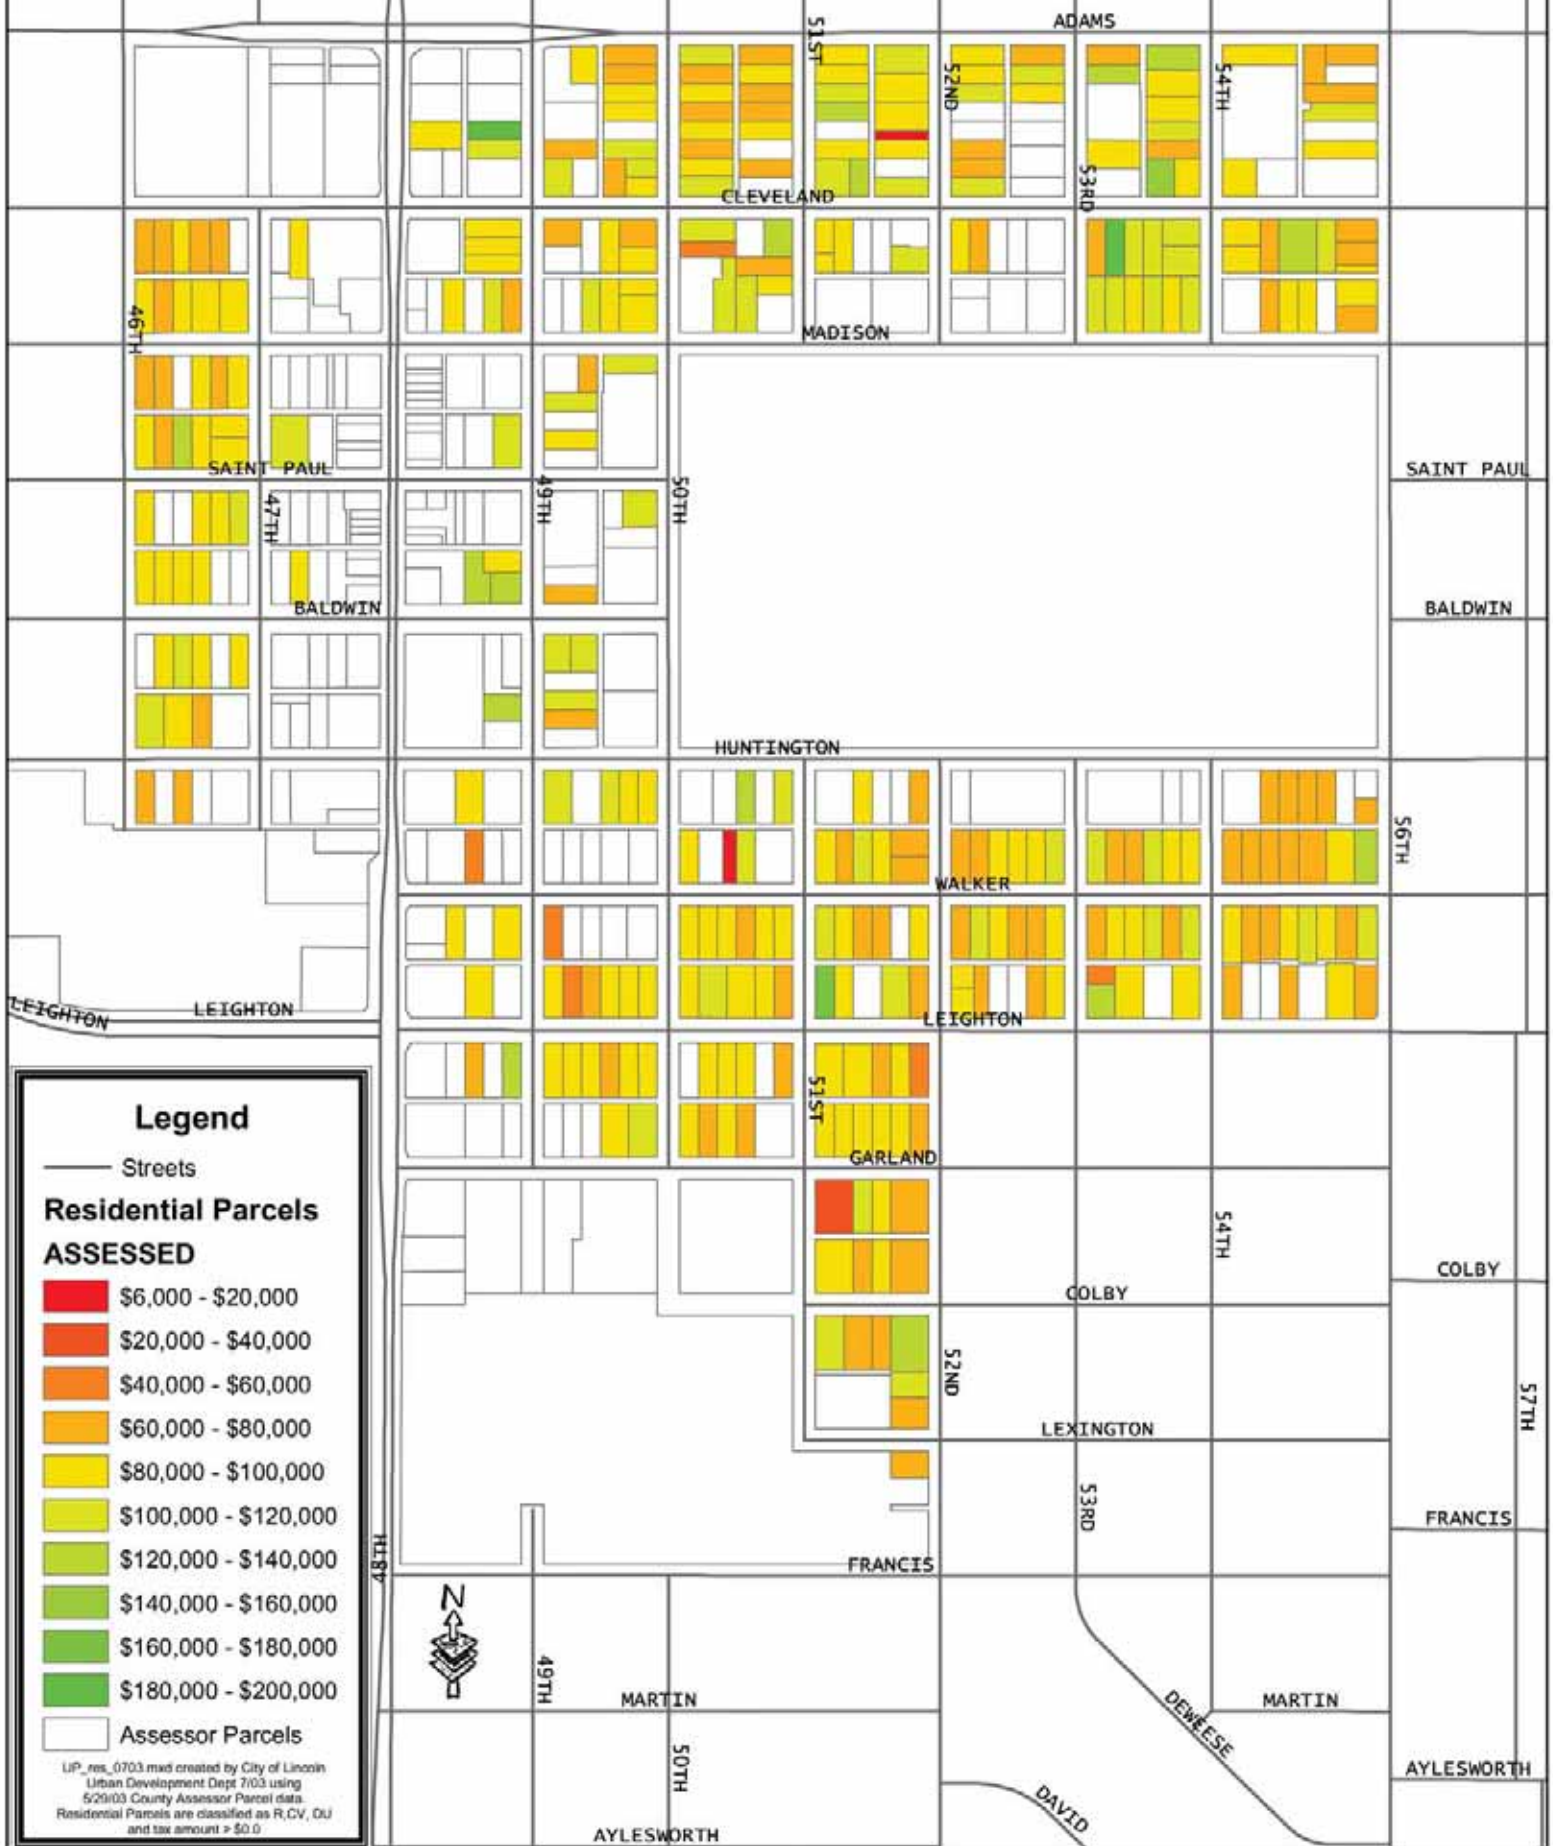 ADAMS
51ST
52ND
54TH
53RD
CLEVELAND
46TH
MADISON
SAINT PAUL
SAINT PAUL
47TH
49TH
50TH
BALDWIN
BALDWIN
HUNTINGTON
56TH
WALKER
LEIGHTON
LEIGHTON
LEIGHTON
51ST
GARLAND
54TH
COLBY
COLBY
52ND
57TH
LEXINGTON
53RD
FRANCIS
48TH
FRANCIS
N
49TH
MARTIN
MARTIN
DEWEESE
50TH
AYLESWORTH
DAVID
AYLESWORTH
Legend
Streets
Residential Parcels
ASSESSED
$6,000 - $20,000
$20,000 - $40,000
$40,000 - $60,000
$60,000 - $80,000
$80,000 - $100,000
$100,000 - $120,000
$120,000 - $140,000
$140,000 - $160,000
$160,000 - $180,000
$180,000 - $200,000
Assessor Parcels
UP_res_0703.mxd created by City of Lincoln
Urban Development Dept 7/03 using
5/29/03 County Assessor Parcel data.
Residential Parcels are classified as R,CV, DU
and tax amount > $0.0